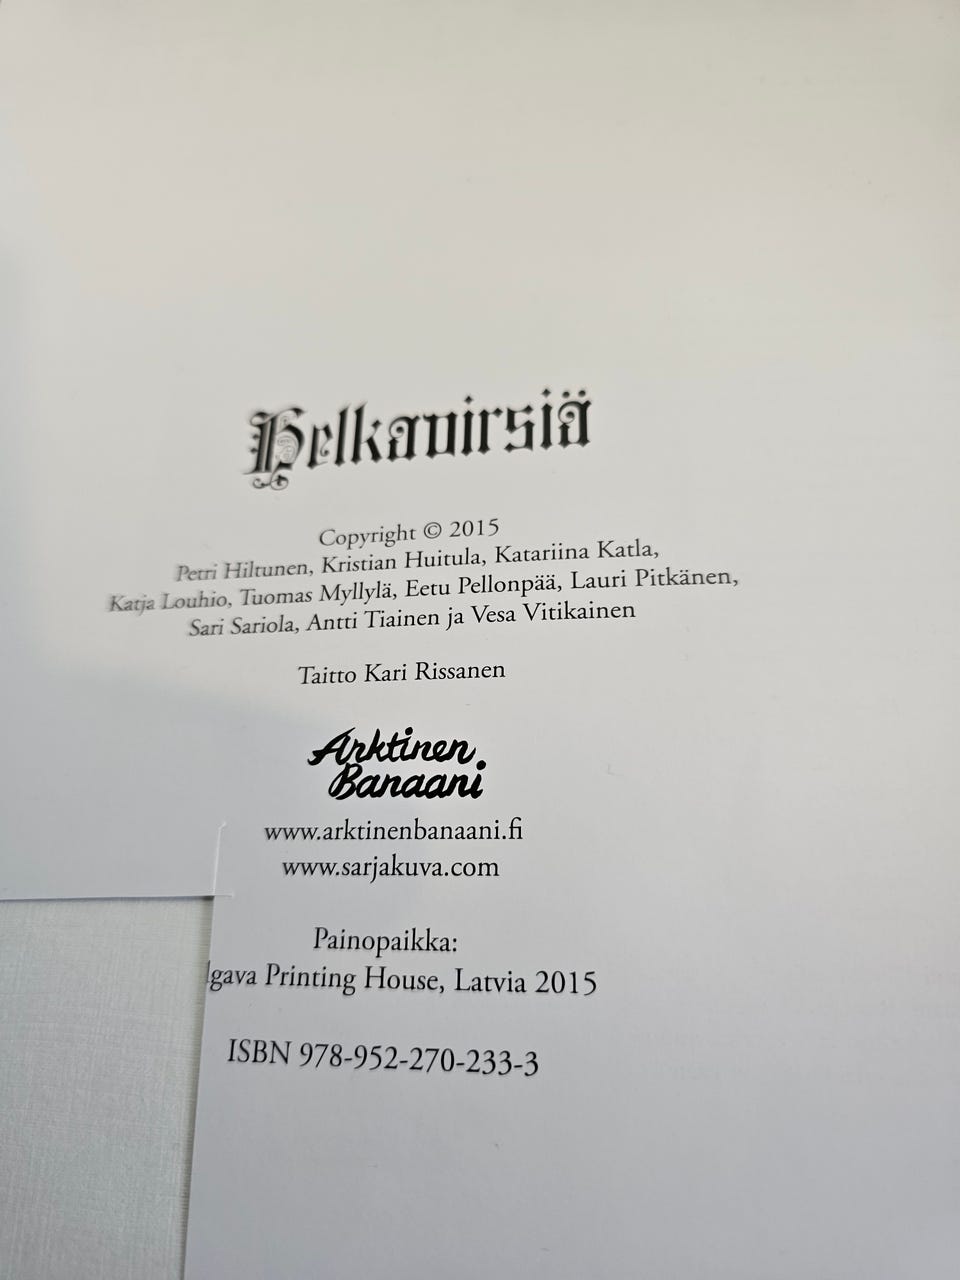 Helkavirsiä
Copyright © 2015
Petri Hiltunen, Kristian Huitula, Katariina Katla,
Katja Louhio, Tuomas Myllylä, Eetu Pellonpää, Lauri Pitkänen,
Sari Sariola, Antti Tiainen ja Vesa Vitikainen
Taitto Kari Rissanen
Arktinen
Banaani
www.arktinenbanaani.fi
www.sarjakuva.com
Painopaikka:
lgava Printing House, Latvia 2015
ISBN 978-952-270-233-3